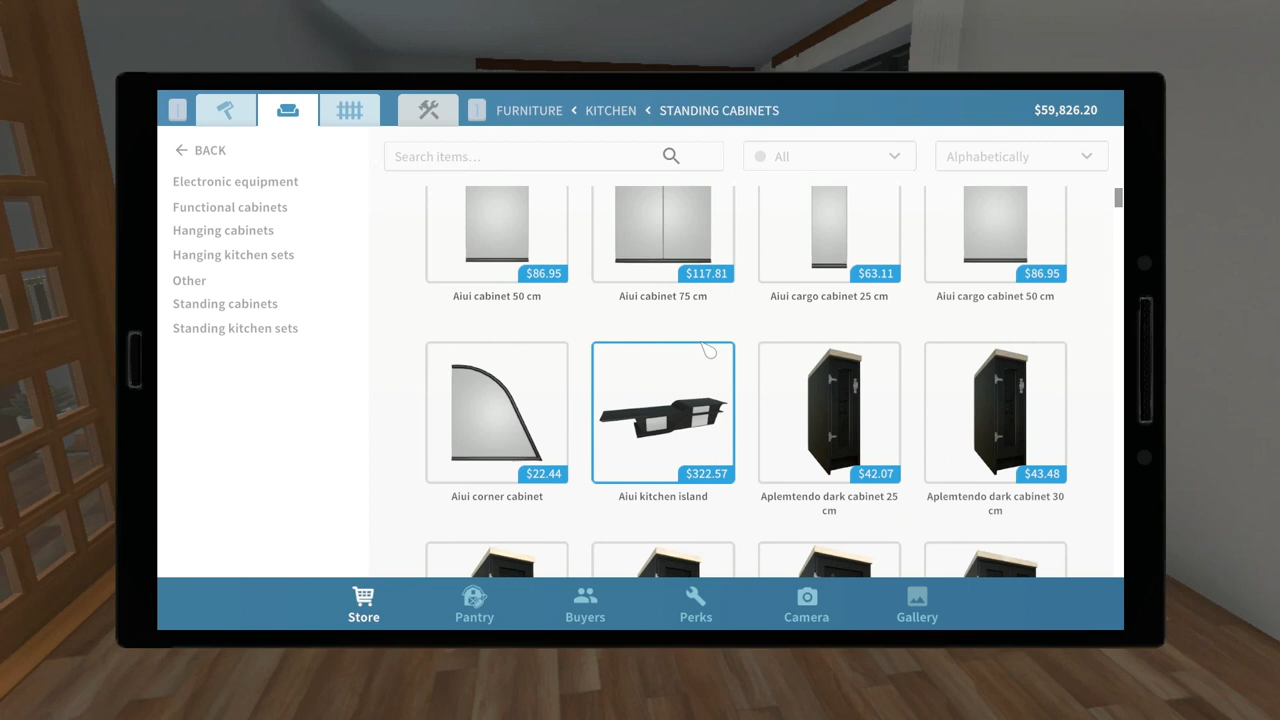 FURNITURE < KITCHEN < STANDING CABINETS
$59,826.20
BACK
Search items...
All
Alphabetically
Electronic equipment
Functional cabinets
Hanging cabinets
Hanging kitchen sets
Other
Standing cabinets
Standing kitchen sets
$86.95
$117.81
$63.11
$86.95
Aiui cabinet 50 cm
Aiui cabinet 75 cm
Aiui cargo cabinet 25 cm
Aiui cargo cabinet 50 cm
$22.44
$322.57
$42.07
$43.48
Aiui corner cabinet
Aiui kitchen island
Aplemtendo dark cabinet 25
cm
Aplemtendo dark cabinet 30
cm
Store
Pantry
Buyers
Perks
Camera
Gallery